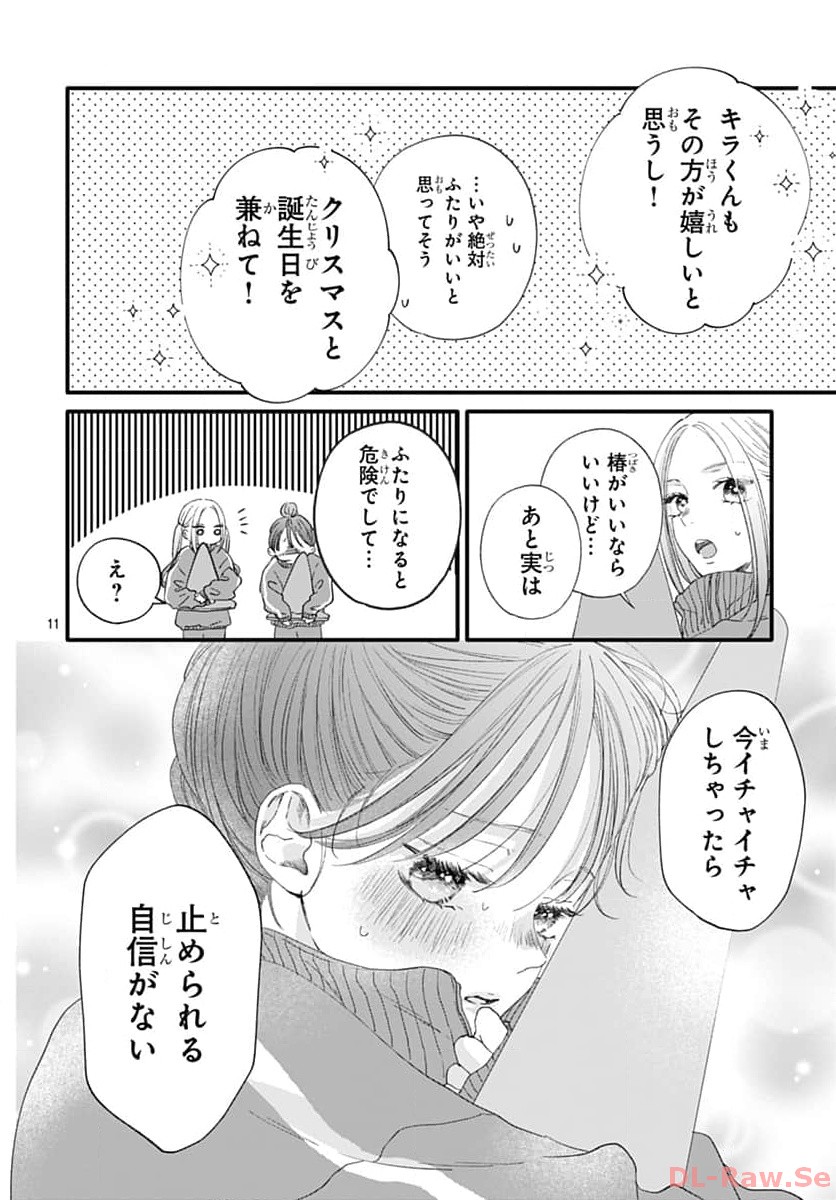 キラくんも
その方が嬉しいと
思うし！
…いや絶対
ふたりがいいと
思ってそう
クリスマスと
誕生日を
兼ねて！
椿がいいなら
いいけど…
あと実は
ふたりになると
危険でして…
え？
11
今イチャイチャ
しちゃったら
止められる
自信がない
DL-Raw.Se